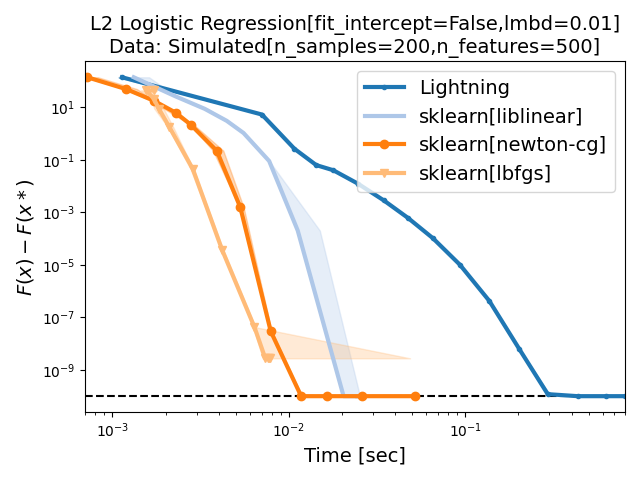 L2 Logistic Regression[fit_intercept=False,lmbd=0.01]
Data: Simulated[n_samples=200,n_features=500]
Lightning
sklearn[liblinear]
sklearn[newton-cg]
sklearn[lbfgs]
F(x) − F(x*)
10¹
10⁻¹
10⁻³
10⁻⁵
10⁻⁷
10⁻⁹
10⁻³
10⁻²
10⁻¹
Time [sec]